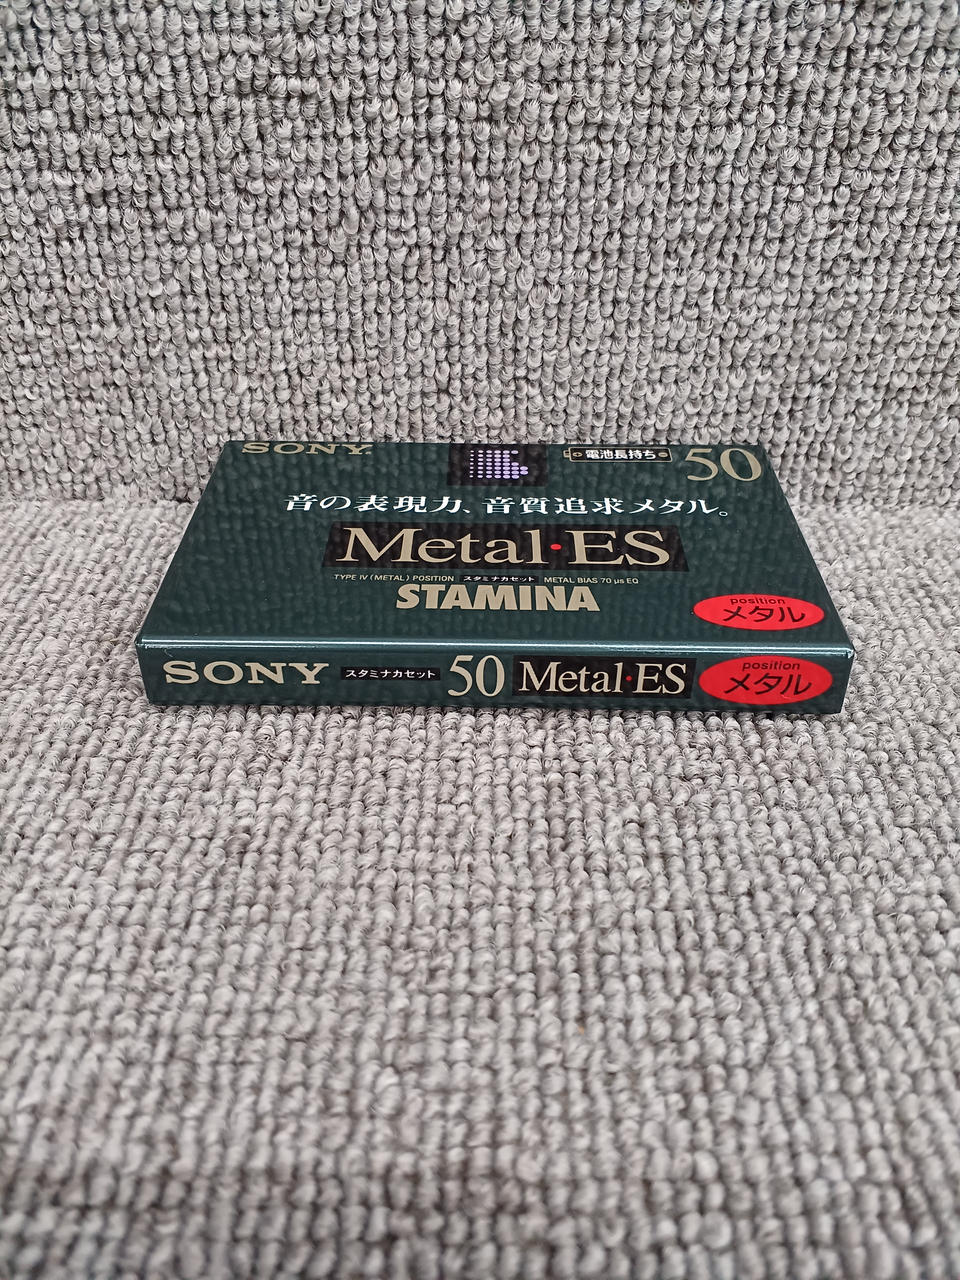 SONY®
電池長持ち
50
音の表現力、音質追求メタル。
Metal・ES
TYPE IV (METAL) POSITION スタミナカセット METAL BIAS 70 µs EQ
STAMINA
position
メタル
SONY スタミナカセット 50 Metal・ES
position
メタル